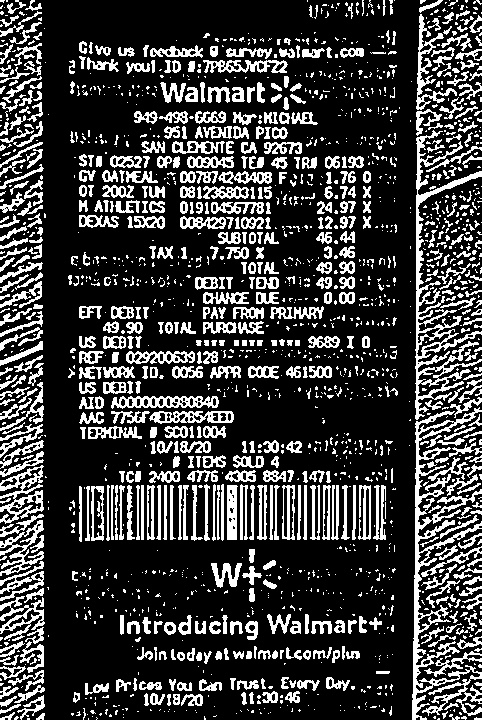 Give us feedback @ survey.walmart.com
Thank you! ID #:7PB65JWCFZ2
Walmart
949-498-6669 Mgr:MICHAEL
951 AVENIDA PICO
SAN CLEMENTE CA 92673
ST# 02527 OP# 009045 TE# 45 TR# 06193
GV OATMEAL 007874243408 F 1.76 O
OT 20OZ TUM 081236803115 6.74 X
M ATHLETICS 019104567781 24.97 X
DEXAS 15X20 008429710921 12.97 X
SUBTOTAL 46.44
TAX 1 7.750 % 3.46
TOTAL 49.90
DEBIT TEND 49.90
CHANGE DUE 0.00
EFT DEBIT PAY FROM PRIMARY
49.90 TOTAL PURCHASE
US DEBIT **** **** **** 9689 I 0
REF # 029200639128
NETWORK ID. 0056 APPR CODE 461500
US DEBIT
AID A0000000980840
AAC 7756F4EB82B54EED
TERMINAL # SC011004
10/18/20 11:30:42
# ITEMS SOLD 4
TC# 2400 4776 4305 8847 1471
W+
Introducing Walmart+
Join today at walmart.com/plus
Low Prices You Can Trust. Every Day.
10/18/20 11:30:46